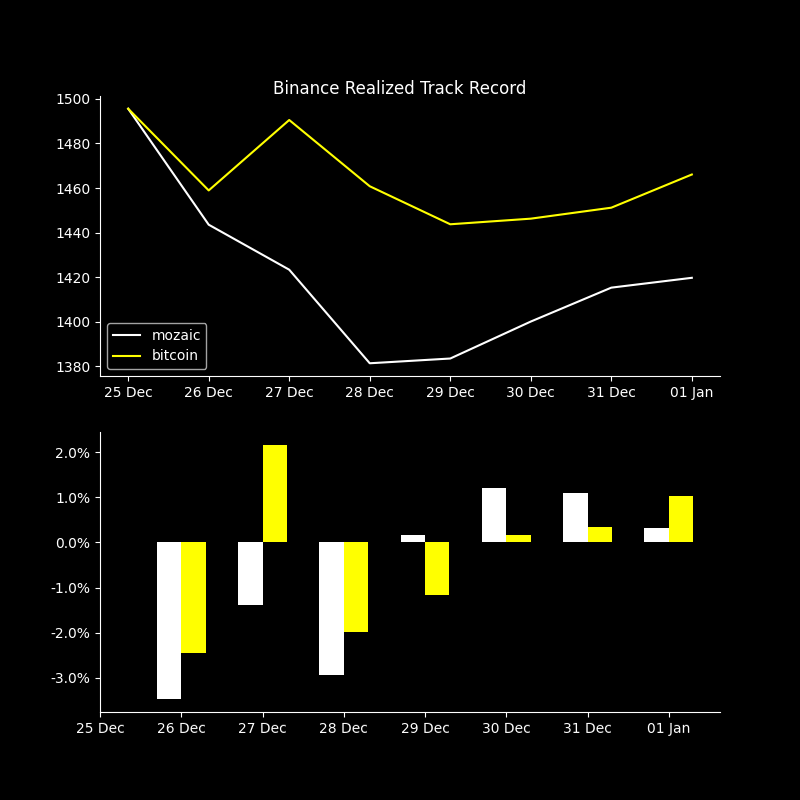 Binance Realized Track Record
1500
1480
1460
1440
1420
1400
1380
mozaic
bitcoin
25 Dec 26 Dec 27 Dec 28 Dec 29 Dec 30 Dec 31 Dec 01 Jan
2.0%
1.0%
0.0%
-1.0%
-2.0%
-3.0%
25 Dec 26 Dec 27 Dec 28 Dec 29 Dec 30 Dec 31 Dec 01 Jan